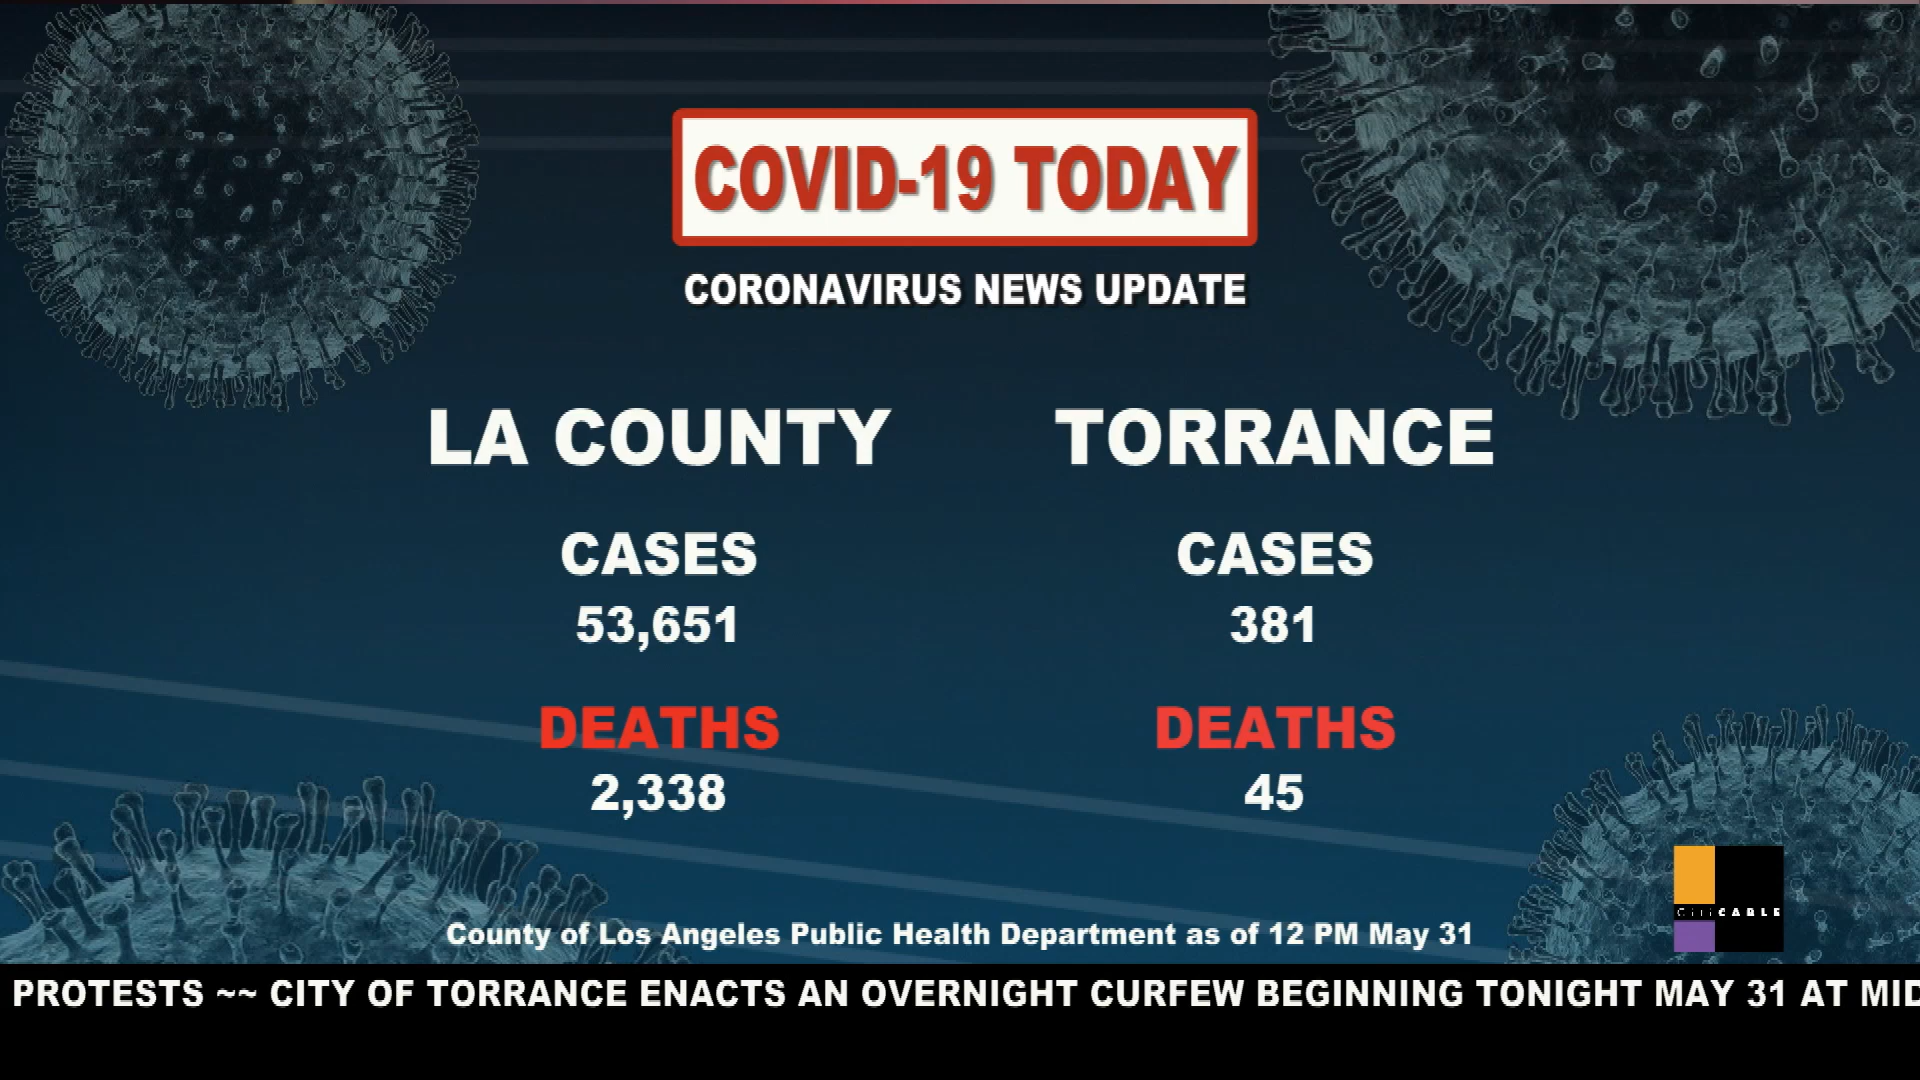 COVID-19 TODAY
CORONAVIRUS NEWS UPDATE
LA COUNTY
CASES
53,651
DEATHS
2,338
TORRANCE
CASES
381
DEATHS
45
County of Los Angeles Public Health Department as of 12 PM May 31
CITICABLE
PROTESTS ~~ CITY OF TORRANCE ENACTS AN OVERNIGHT CURFEW BEGINNING TONIGHT MAY 31 AT MID